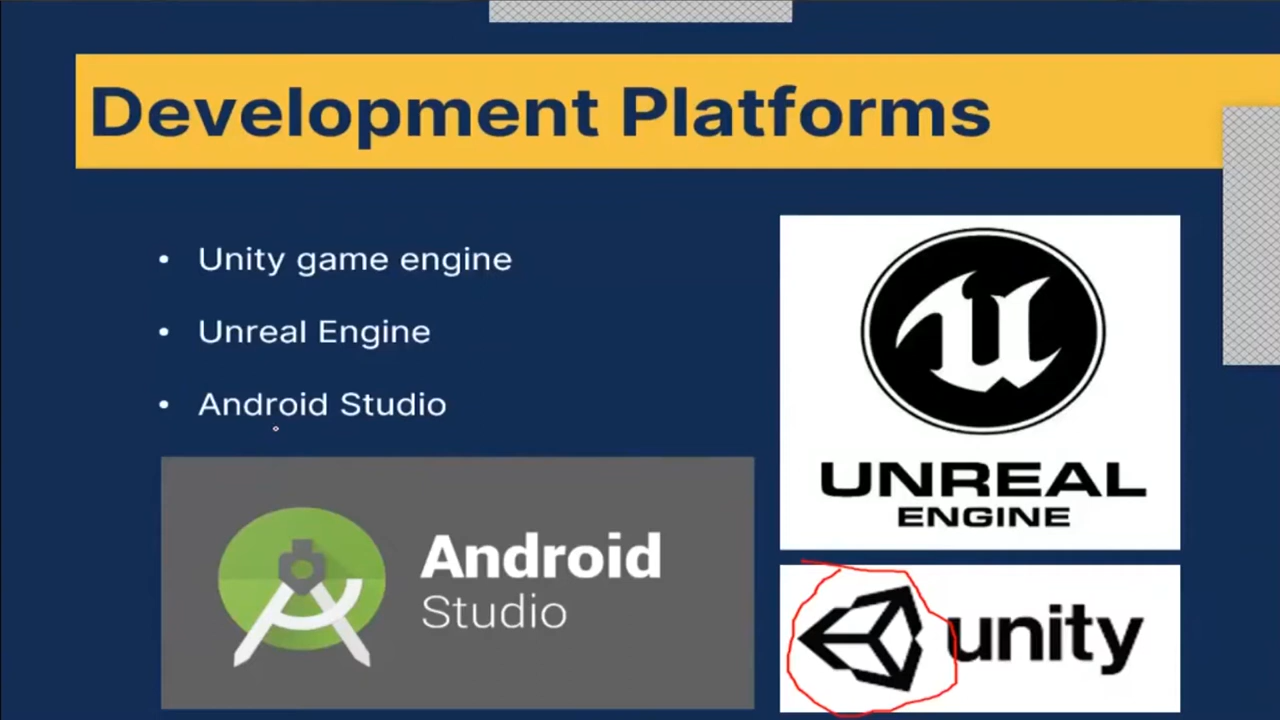 Development Platforms
• Unity game engine
• Unreal Engine
• Android Studio
Android
Studio
UNREAL
ENGINE
unity